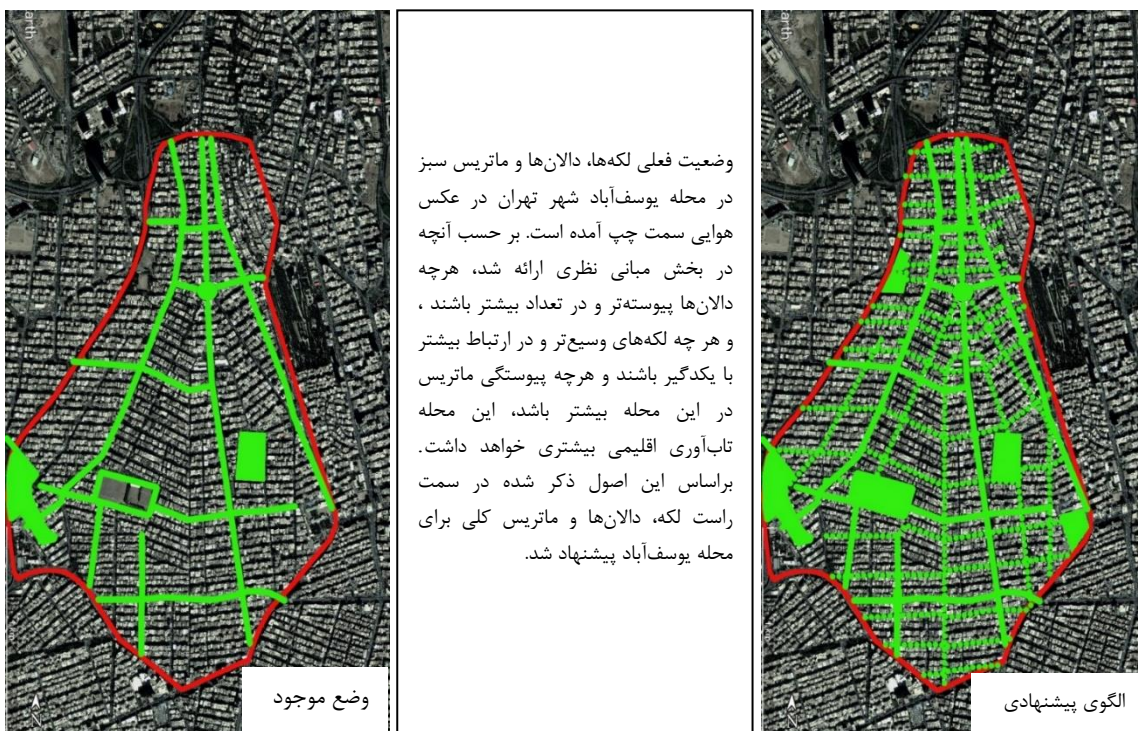 earth
earth
وضعیت فعلی لکه‌ها، دالان‌ها و ماتریس سبز
در محله یوسف‌آباد شهر تهران در عکس
هوایی سمت چپ آمده است. بر حسب آنچه
در بخش مبانی نظری ارائه شد، هرچه
دالان‌ها پیوسته‌تر و در تعداد بیشتر باشند ،
و هر چه لکه‌های وسیع‌تر و در ارتباط بیشتر
با یکدگیر باشند و هرچه پیوستگی ماتریس
در این محله بیشتر باشد، این محله
تاب‌آوری اقلیمی بیشتری خواهد داشت.
براساس این اصول ذکر شده در سمت
راست لکه، دالان‌ها و ماتریس کلی برای
محله یوسف‌آباد پیشنهاد شد.
الگوی پیشنهادی
وضع موجود
N
N